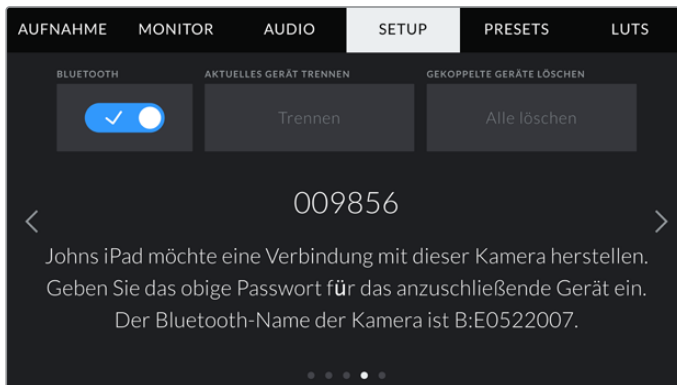 AUFNAHME MONITOR AUDIO SETUP PRESETS LUTS
BLUETOOTH AKTUELLES GERÄT TRENNEN GEKOPPELTE GERÄTE LÖSCHEN
Trennen Alle löschen
009856
Johns iPad möchte eine Verbindung mit dieser Kamera herstellen.
Geben Sie das obige Passwort für das anzuschließende Gerät ein.
Der Bluetooth-Name der Kamera ist B:E0522007.